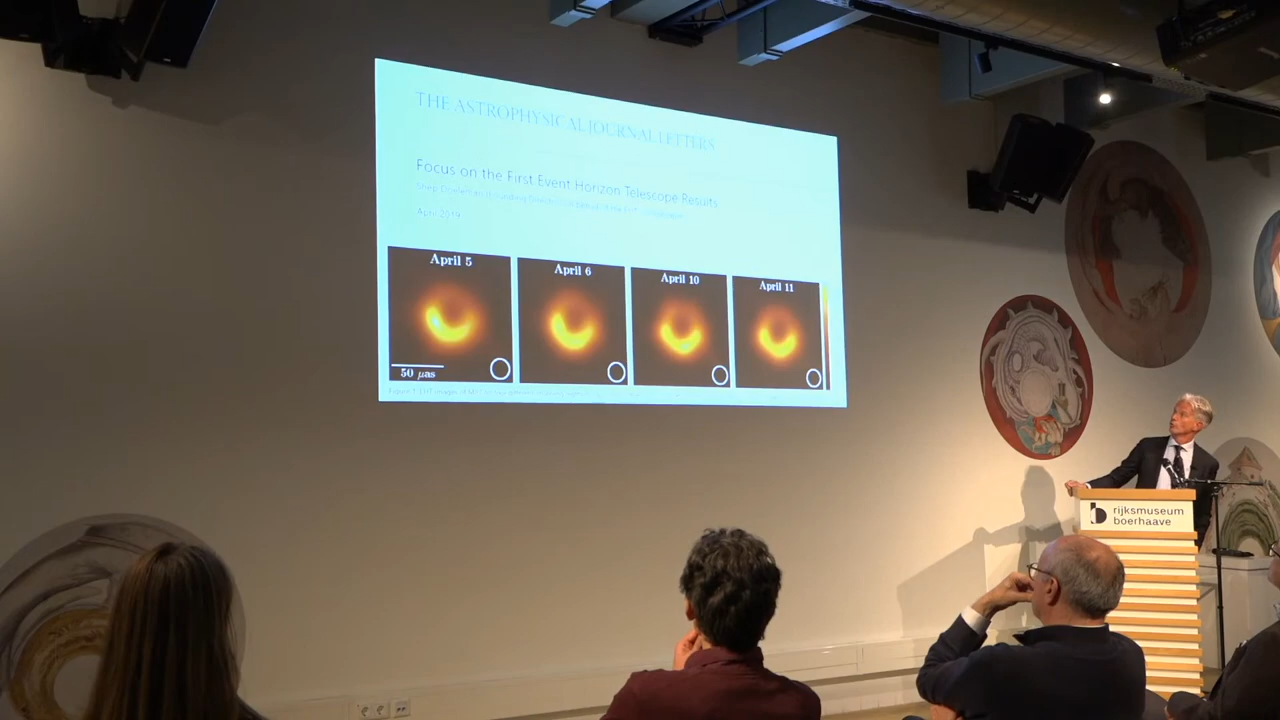 THE ASTROPHYSICAL JOURNAL LETTERS
Focus on the First Event Horizon Telescope Results
April 2019
April 5
April 6
April 10
April 11
50 μas
rijksmuseum
boerhaave